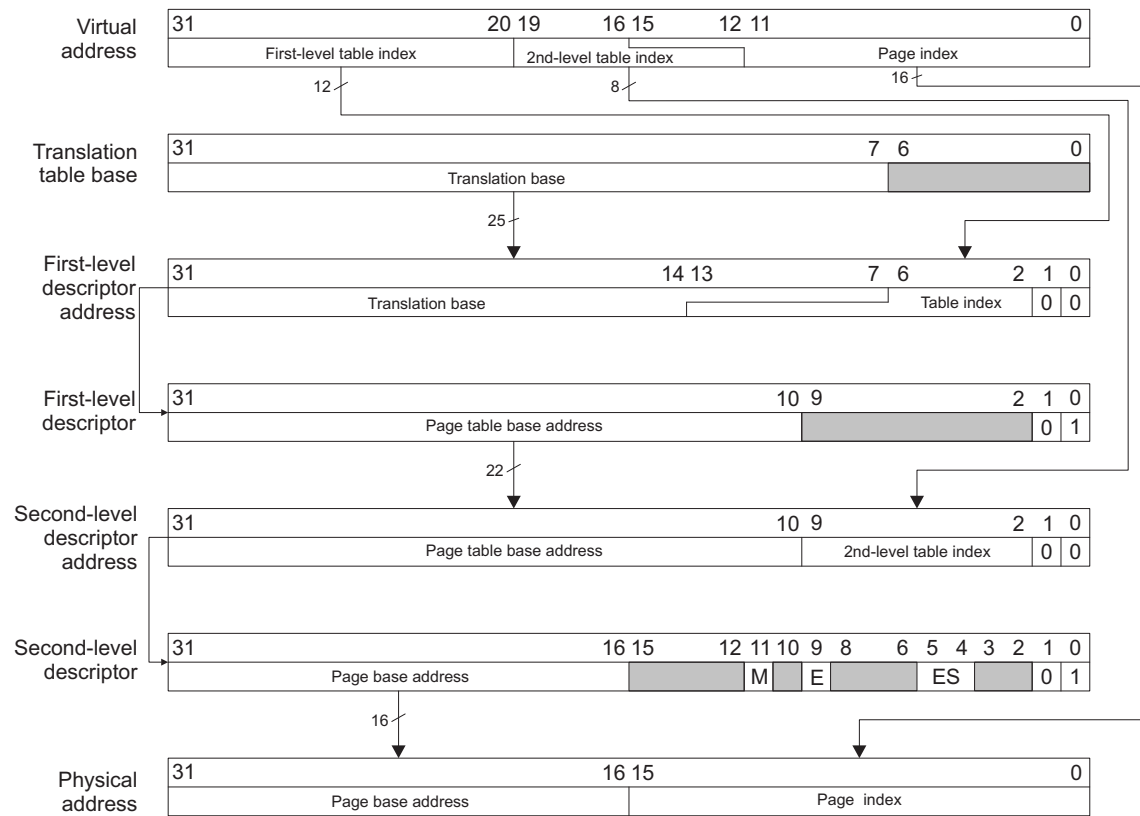 Virtual address
31 20 19 16 15 12 11 0
First-level table index 2nd-level table index Page index
12 8 16
Translation table base
31 7 6 0
Translation base
25
First-level descriptor address
31 14 13 7 6 2 1 0
Translation base Table index 0 0
First-level descriptor
31 10 9 2 1 0
Page table base address 0 1
22
Second-level descriptor address
31 10 9 2 1 0
Page table base address 2nd-level table index 0 0
Second-level descriptor
31 16 15 12 11 10 9 8 6 5 4 3 2 1 0
Page base address M E ES 0 1
16
Physical address
31 16 15 0
Page base address Page index